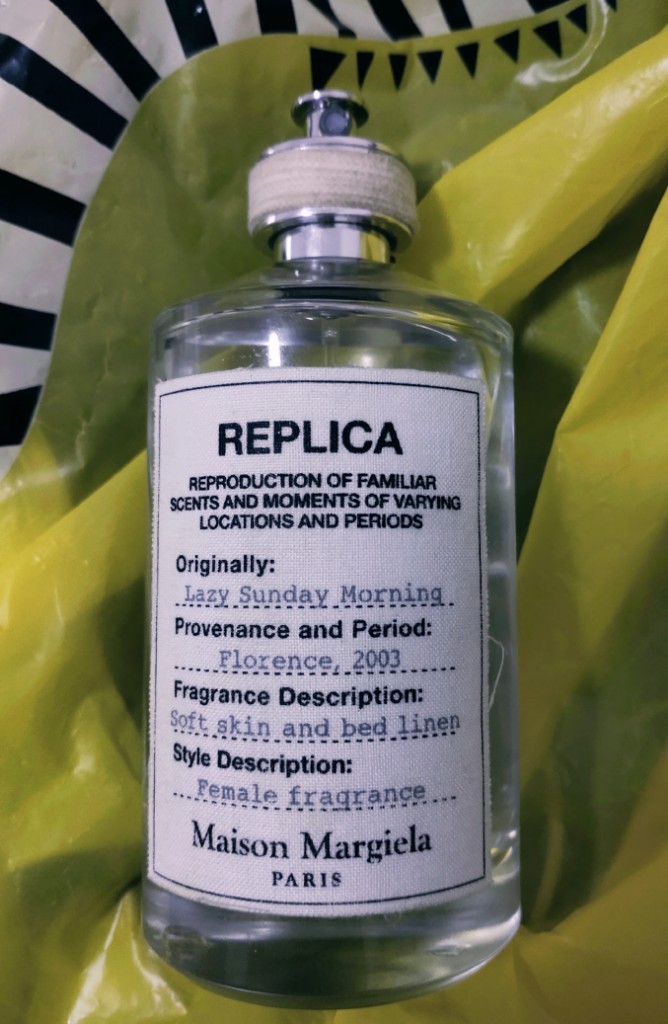 REPLICA
REPRODUCTION OF FAMILIAR
SCENTS AND MOMENTS OF VARYING
LOCATIONS AND PERIODS
Originally:
Lazy Sunday Morning
Provenance and Period:
Florence, 2003
Fragrance Description:
Soft skin and bed linen
Style Description:
Female fragrance
Maison Margiela
PARIS